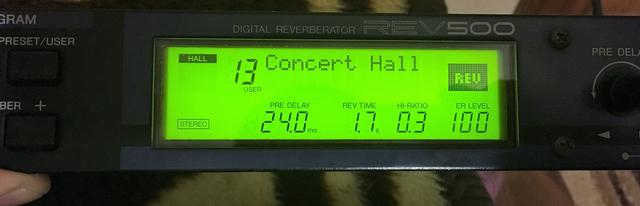 GRAM
DIGITAL REVERBERATOR REV500
PRESET/USER
HALL
13 Concert Hall
USER
REV
PRE DELAY REV TIME HI-RATIO ER LEVEL
STEREO 24.0ms 1.7s 0.3 100
BER +
PRE DELA